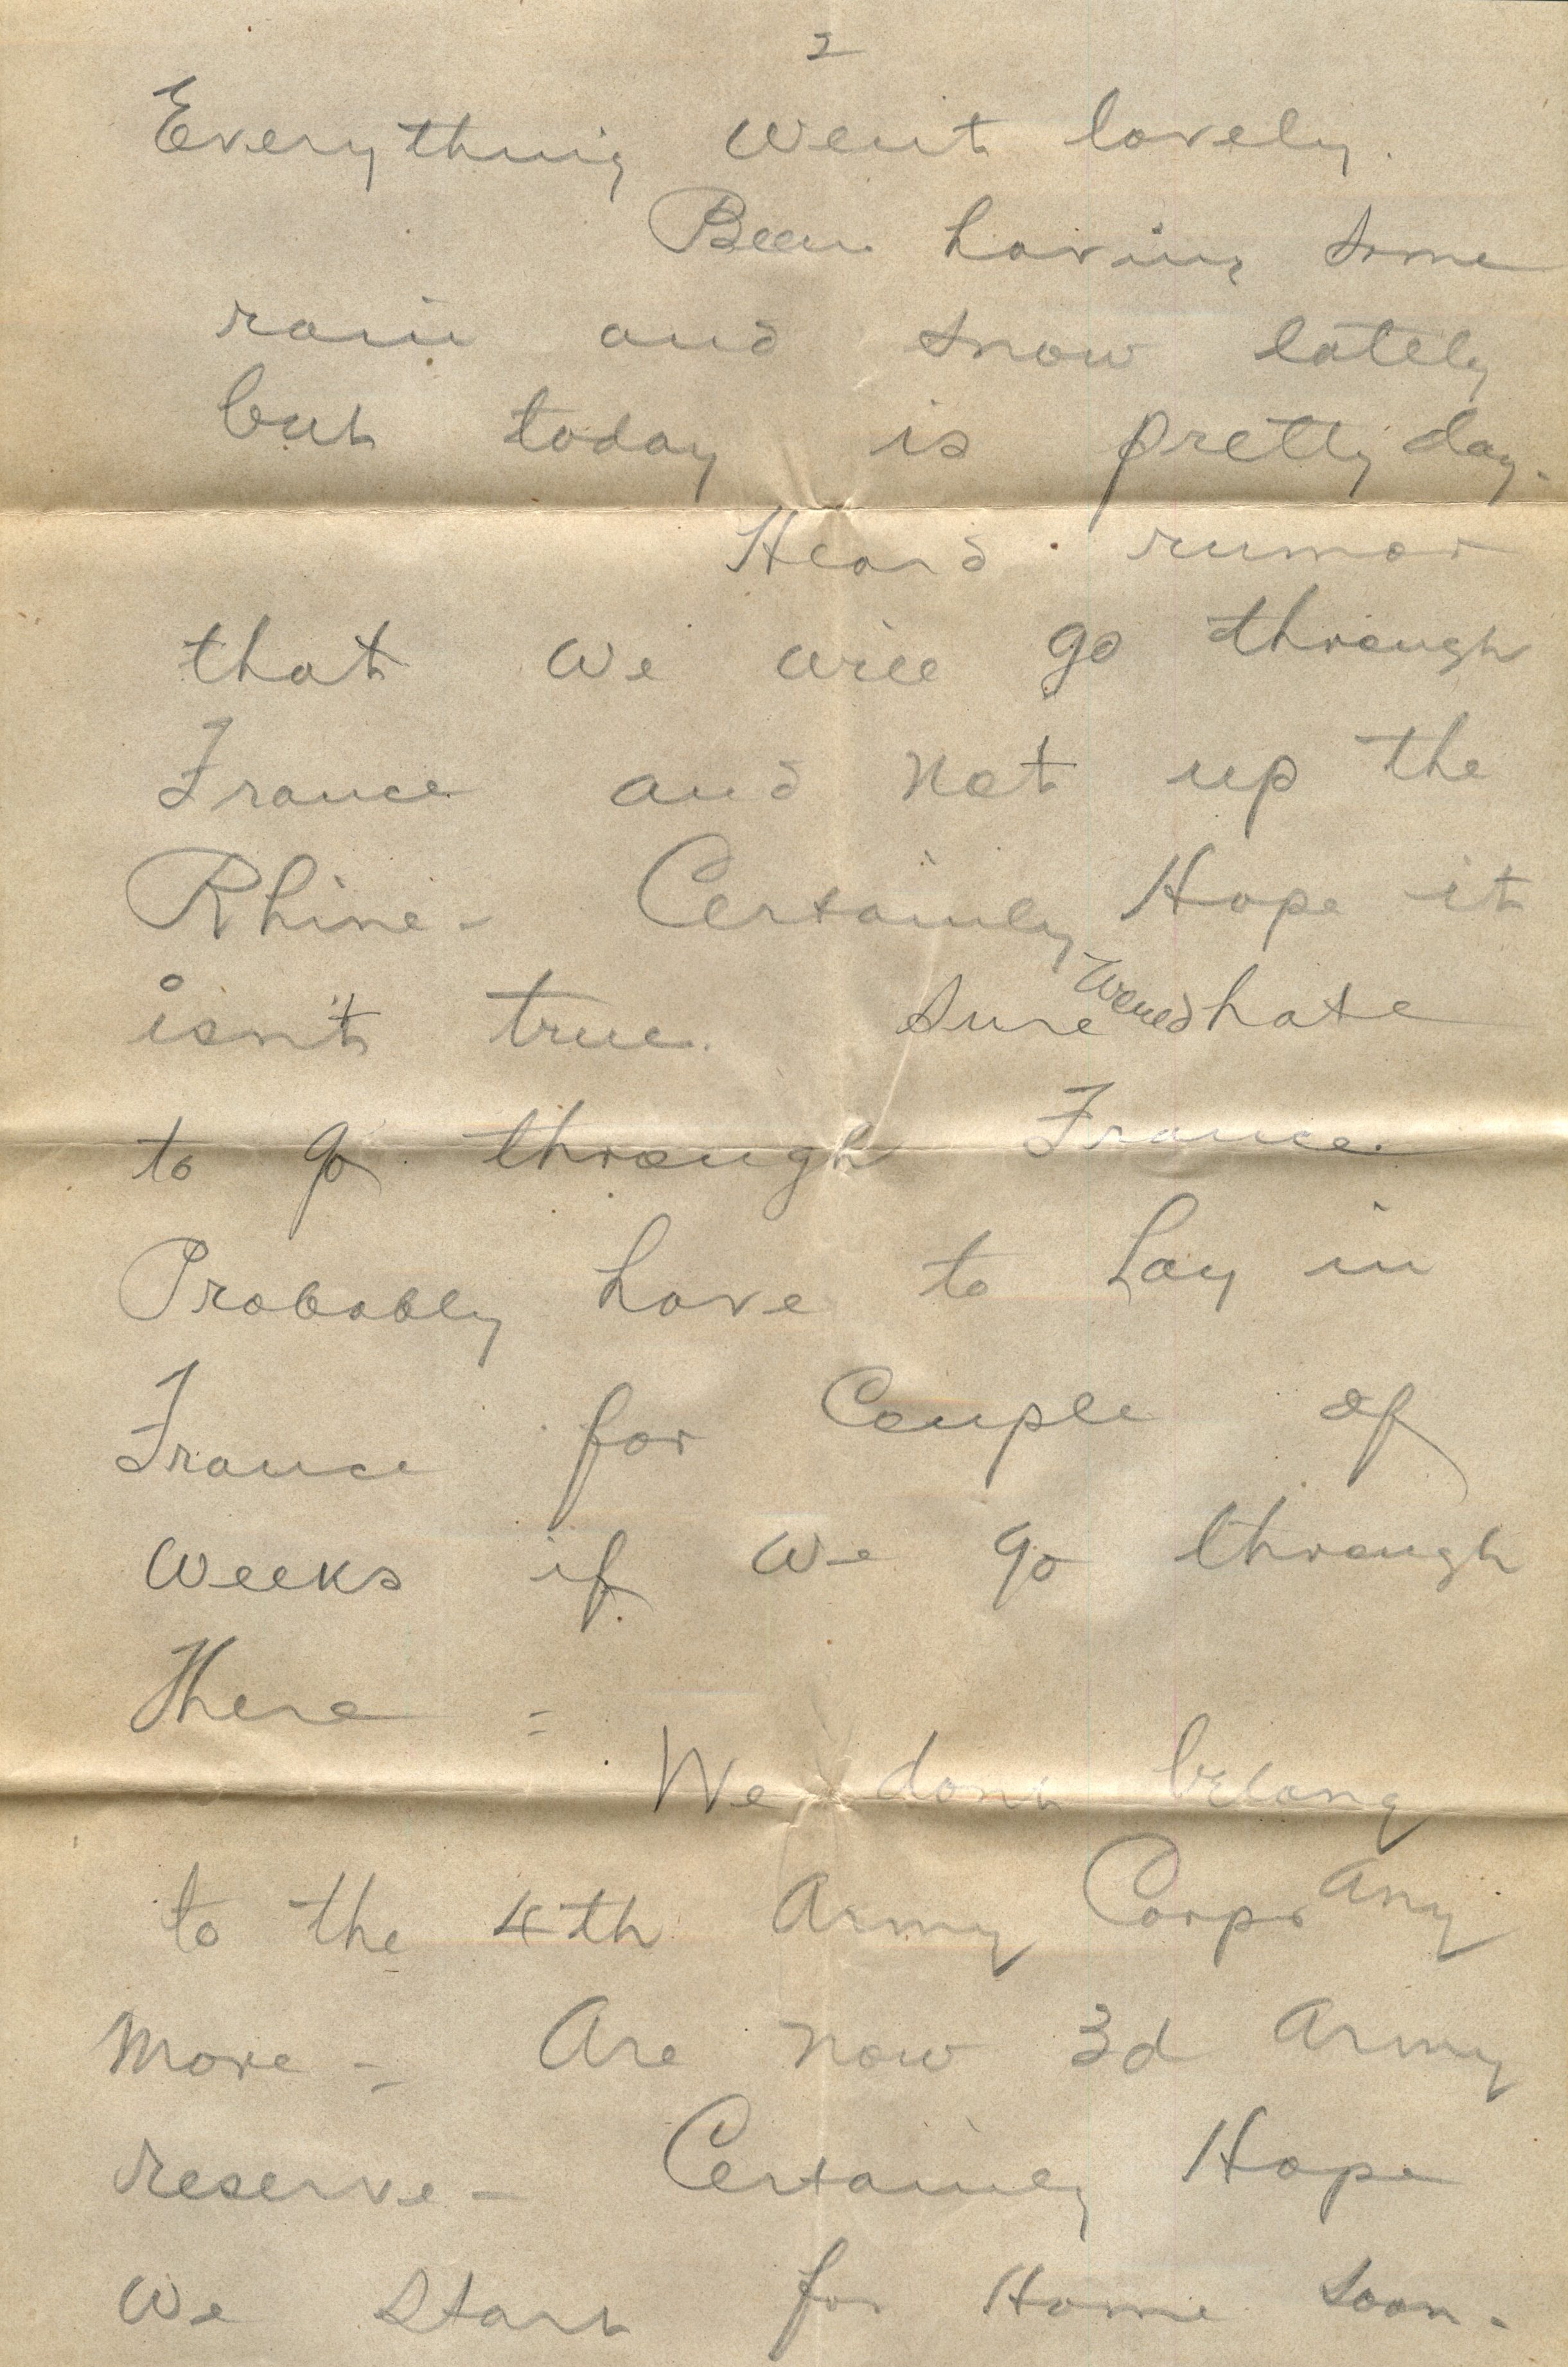 2
Everything went lovely.
Been having some
rain and snow lately
but today is pretty day.
Heard rumor
that we will go through
France and not up the
Rhine - Certainly Hope it
isn't true. Sure would hate
to go through France.
Probably have to lay in
France for Couple of
weeks if we go through
There =
We don't belong
to the 4th Army Corps any
more - Are now 3d Army
reserve - Certainly Hope
we start for Home soon -